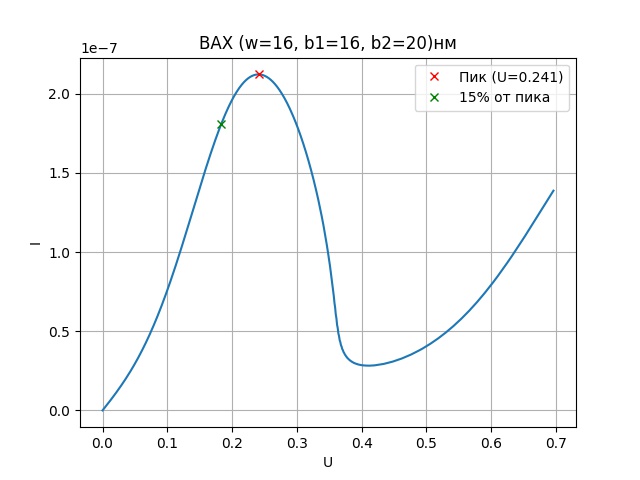 ВАХ (w=16, b1=16, b2=20)нм
1e−7
Пик (U=0.241)
15% от пика
2.0
1.5
1.0
0.5
0.0
I
0.0 0.1 0.2 0.3 0.4 0.5 0.6 0.7
U